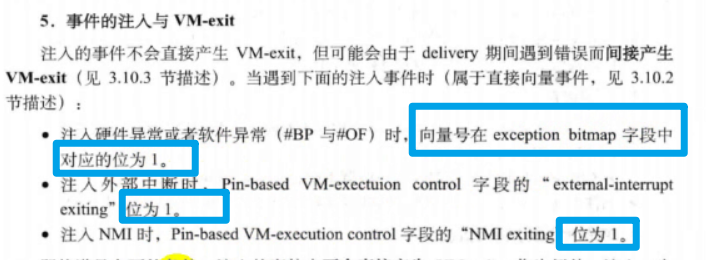 5．事件的注入与 VM-exit
注入的事件不会直接产生 VM-exit，但可能会由于 delivery 期间遇到错误而间接产生
VM-exit（见 3.10.3 节描述）。当遇到下面的注入事件时（属于直接向量事件，见 3.10.2
节描述）：
• 注入硬件异常或者软件异常（#BP 与#OF）时，向量号在 exception bitmap 字段中
对应的位为 1。
• 注入外部中断时，Pin-based VM-exectuion control 字段的“external-interrupt
exiting”位为 1。
• 注入 NMI 时，Pin-based VM-execution control 字段的“NMI exiting 位为 1。